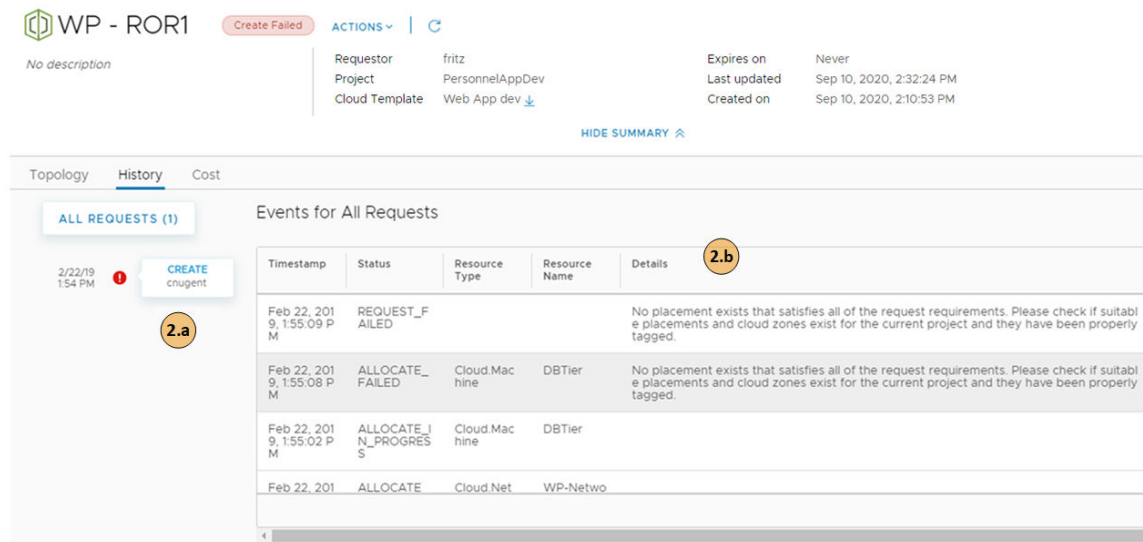 WP - ROR1
Create Failed
ACTIONS
No description
Requestor fritz
Project PersonnelAppDev
Cloud Template Web App dev
Expires on Never
Last updated Sep 10, 2020, 2:32:24 PM
Created on Sep 10, 2020, 2:10:53 PM
HIDE SUMMARY
Topology History Cost
ALL REQUESTS (1)
2/22/19
1:54 PM
CREATE
cnugent
2.a
Events for All Requests
2.b
Timestamp Status Resource Type Resource Name Details
Feb 22, 201
9, 1:55:09 P
M
REQUEST_F
AILED
No placement exists that satisfies all of the request requirements. Please check if suitabl
e placements and cloud zones exist for the current project and they have been properly
tagged.
Feb 22, 201
9, 1:55:08 P
M
ALLOCATE_
FAILED
Cloud.Mac
hine
DBTier
No placement exists that satisfies all of the request requirements. Please check if suitabl
e placements and cloud zones exist for the current project and they have been properly
tagged.
Feb 22, 201
9, 1:55:02 P
M
ALLOCATE_I
N_PROGRES
S
Cloud.Mac
hine
DBTier
Feb 22, 201 ALLOCATE Cloud.Net WP-Netwo